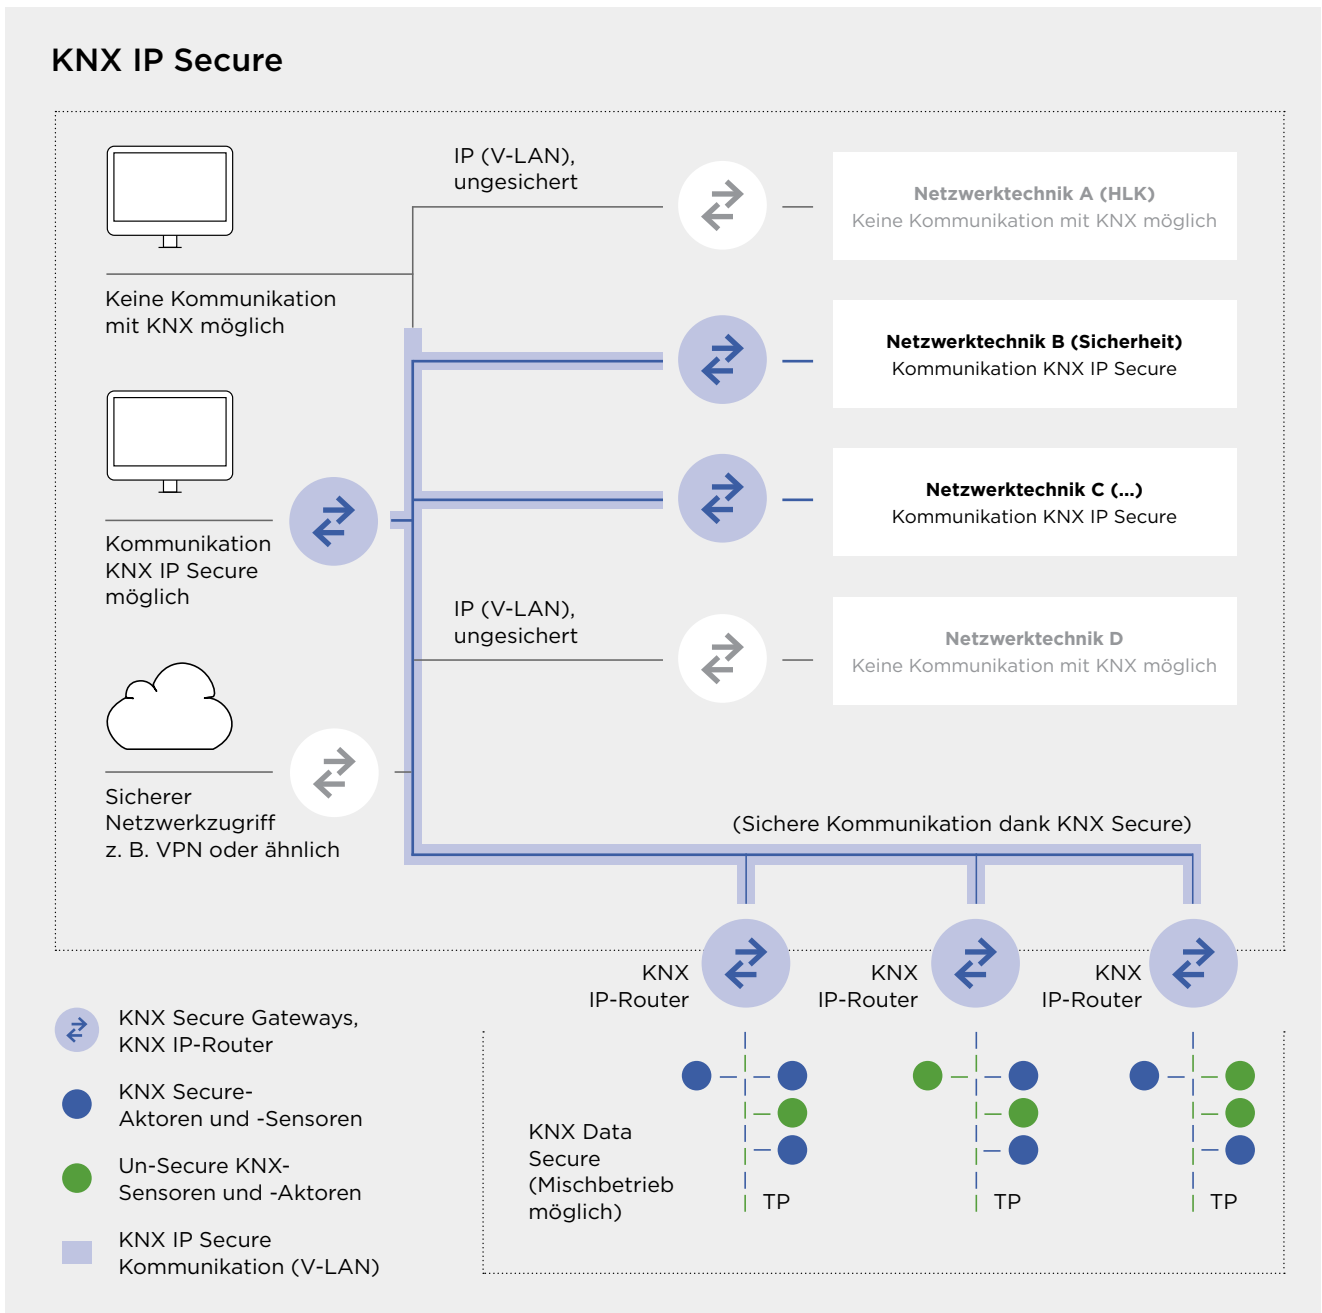 KNX IP Secure
IP (V-LAN),
ungesichert
Netzwerktechnik A (HLK)
Keine Kommunikation mit KNX möglich
Keine Kommunikation
mit KNX möglich
Netzwerktechnik B (Sicherheit)
Kommunikation KNX IP Secure
Netzwerktechnik C (...)
Kommunikation KNX IP Secure
Kommunikation
KNX IP Secure
möglich
IP (V-LAN),
ungesichert
Netzwerktechnik D
Keine Kommunikation mit KNX möglich
Sicherer
Netzwerkzugriff
z. B. VPN oder ähnlich
(Sichere Kommunikation dank KNX Secure)
KNX
IP-Router
KNX
IP-Router
KNX
IP-Router
KNX Secure Gateways,
KNX IP-Router
KNX Secure-
Aktoren und -Sensoren
Un-Secure KNX-
Sensoren und -Aktoren
KNX IP Secure
Kommunikation (V-LAN)
KNX Data
Secure
(Mischbetrieb
möglich)
TP
TP
TP